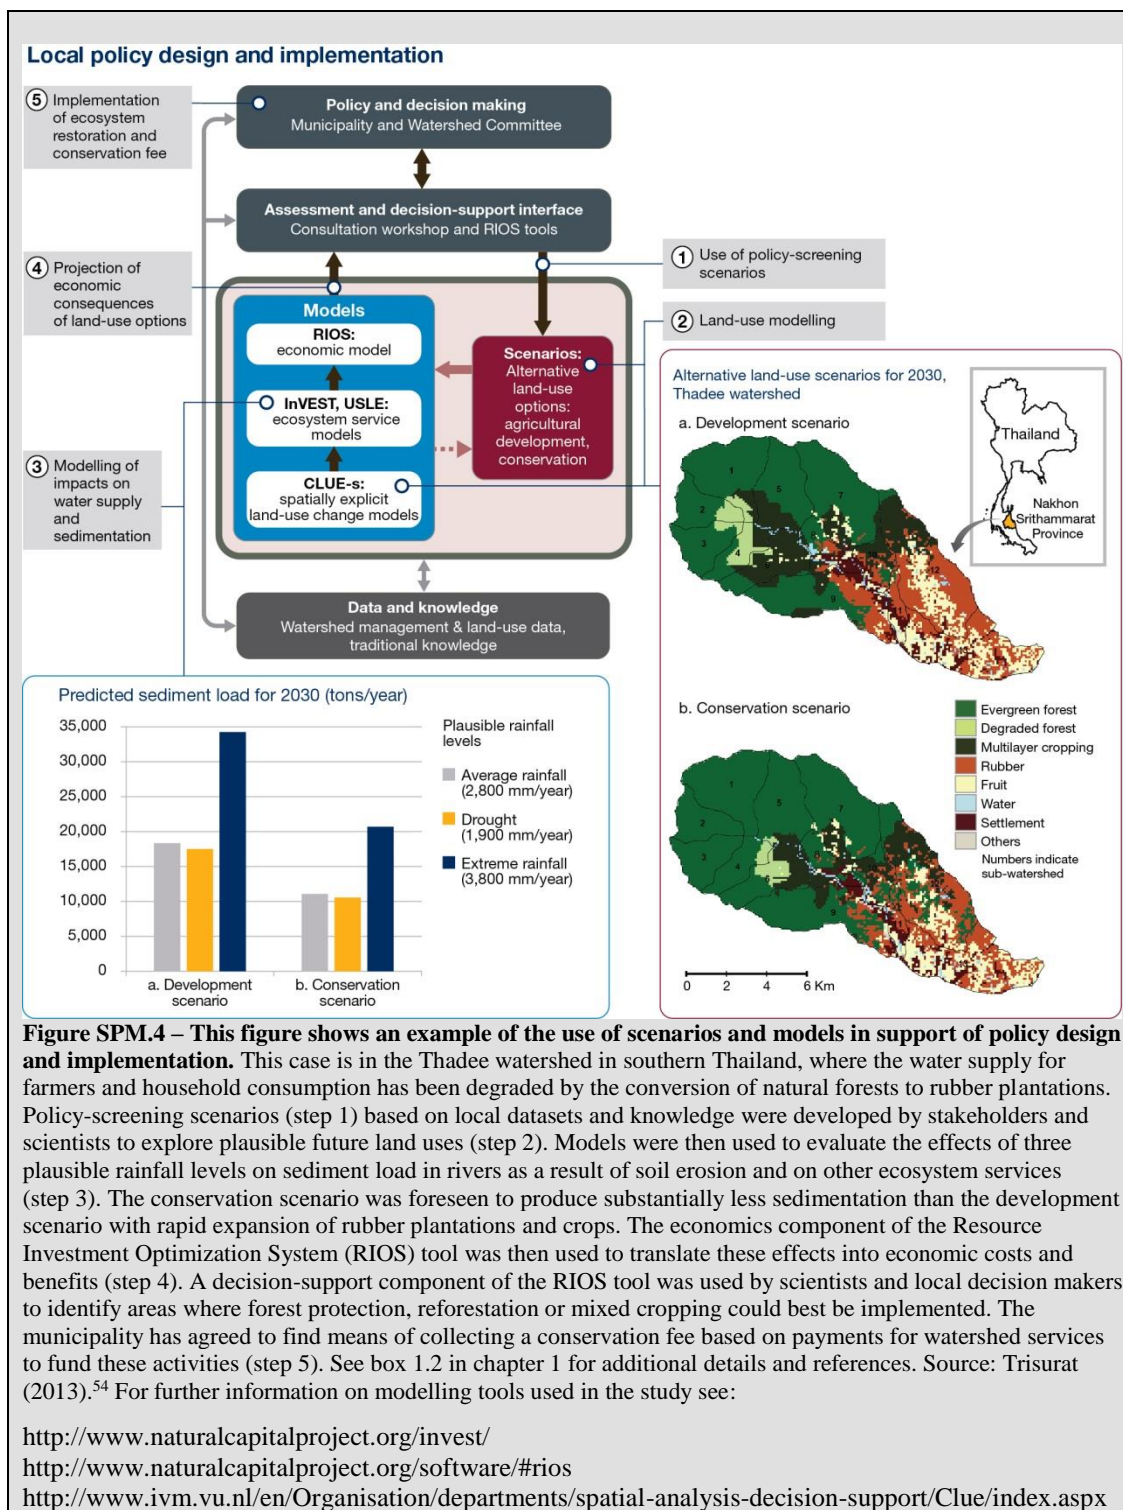 Local policy design and implementation
5 Implementation
of ecosystem
restoration and
conservation fee
Policy and decision making
Municipality and Watershed Committee
Assessment and decision-support interface
Consultation workshop and RIOS tools
4 Projection of
economic
consequences
of land-use options
1 Use of policy-screening
scenarios
2 Land-use modelling
Models
RIOS:
economic model
InVEST, USLE:
ecosystem service
models
CLUE-s:
spatially explicit
land-use change models
Scenarios:
Alternative
land-use
options:
agricultural
development,
conservation
3 Modelling of
impacts on
water supply
and
sedimentation
Data and knowledge
Watershed management & land-use data,
traditional knowledge
Alternative land-use scenarios for 2030,
Thadee watershed
a. Development scenario
Thailand
Nakhon
Srithammarat
Province
1
5
7
2
3
4
9
12
b. Conservation scenario
1
5
7
2
3
4
9
Evergreen forest
Degraded forest
Multilayer cropping
Rubber
Fruit
Water
Settlement
Others
Numbers indicate
sub-watershed
0 2 4 6 Km
Predicted sediment load for 2030 (tons/year)
35,000
30,000
25,000
20,000
15,000
10,000
5,000
0
a. Development
scenario
b. Conservation
scenario
Plausible rainfall
levels
Average rainfall
(2,800 mm/year)
Drought
(1,900 mm/year)
Extreme rainfall
(3,800 mm/year)
Figure SPM.4 – This figure shows an example of the use of scenarios and models in support of policy design
and implementation. This case is in the Thadee watershed in southern Thailand, where the water supply for
farmers and household consumption has been degraded by the conversion of natural forests to rubber plantations.
Policy-screening scenarios (step 1) based on local datasets and knowledge were developed by stakeholders and
scientists to explore plausible future land uses (step 2). Models were then used to evaluate the effects of three
plausible rainfall levels on sediment load in rivers as a result of soil erosion and on other ecosystem services
(step 3). The conservation scenario was foreseen to produce substantially less sedimentation than the development
scenario with rapid expansion of rubber plantations and crops. The economics component of the Resource
Investment Optimization System (RIOS) tool was then used to translate these effects into economic costs and
benefits (step 4). A decision-support component of the RIOS tool was used by scientists and local decision makers
to identify areas where forest protection, reforestation or mixed cropping could best be implemented. The
municipality has agreed to find means of collecting a conservation fee based on payments for watershed services
to fund these activities (step 5). See box 1.2 in chapter 1 for additional details and references. Source: Trisurat
(2013).54 For further information on modelling tools used in the study see:
http://www.naturalcapitalproject.org/invest/
http://www.naturalcapitalproject.org/software/#rios
http://www.ivm.vu.nl/en/Organisation/departments/spatial-analysis-decision-support/Clue/index.aspx